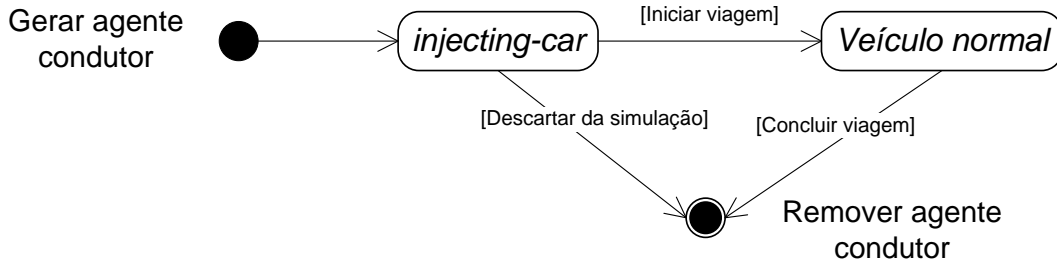 Gerar agente
condutor
injecting-car
[Iniciar viagem]
Veículo normal
[Descartar da simulação]
[Concluir viagem]
Remover agente
condutor